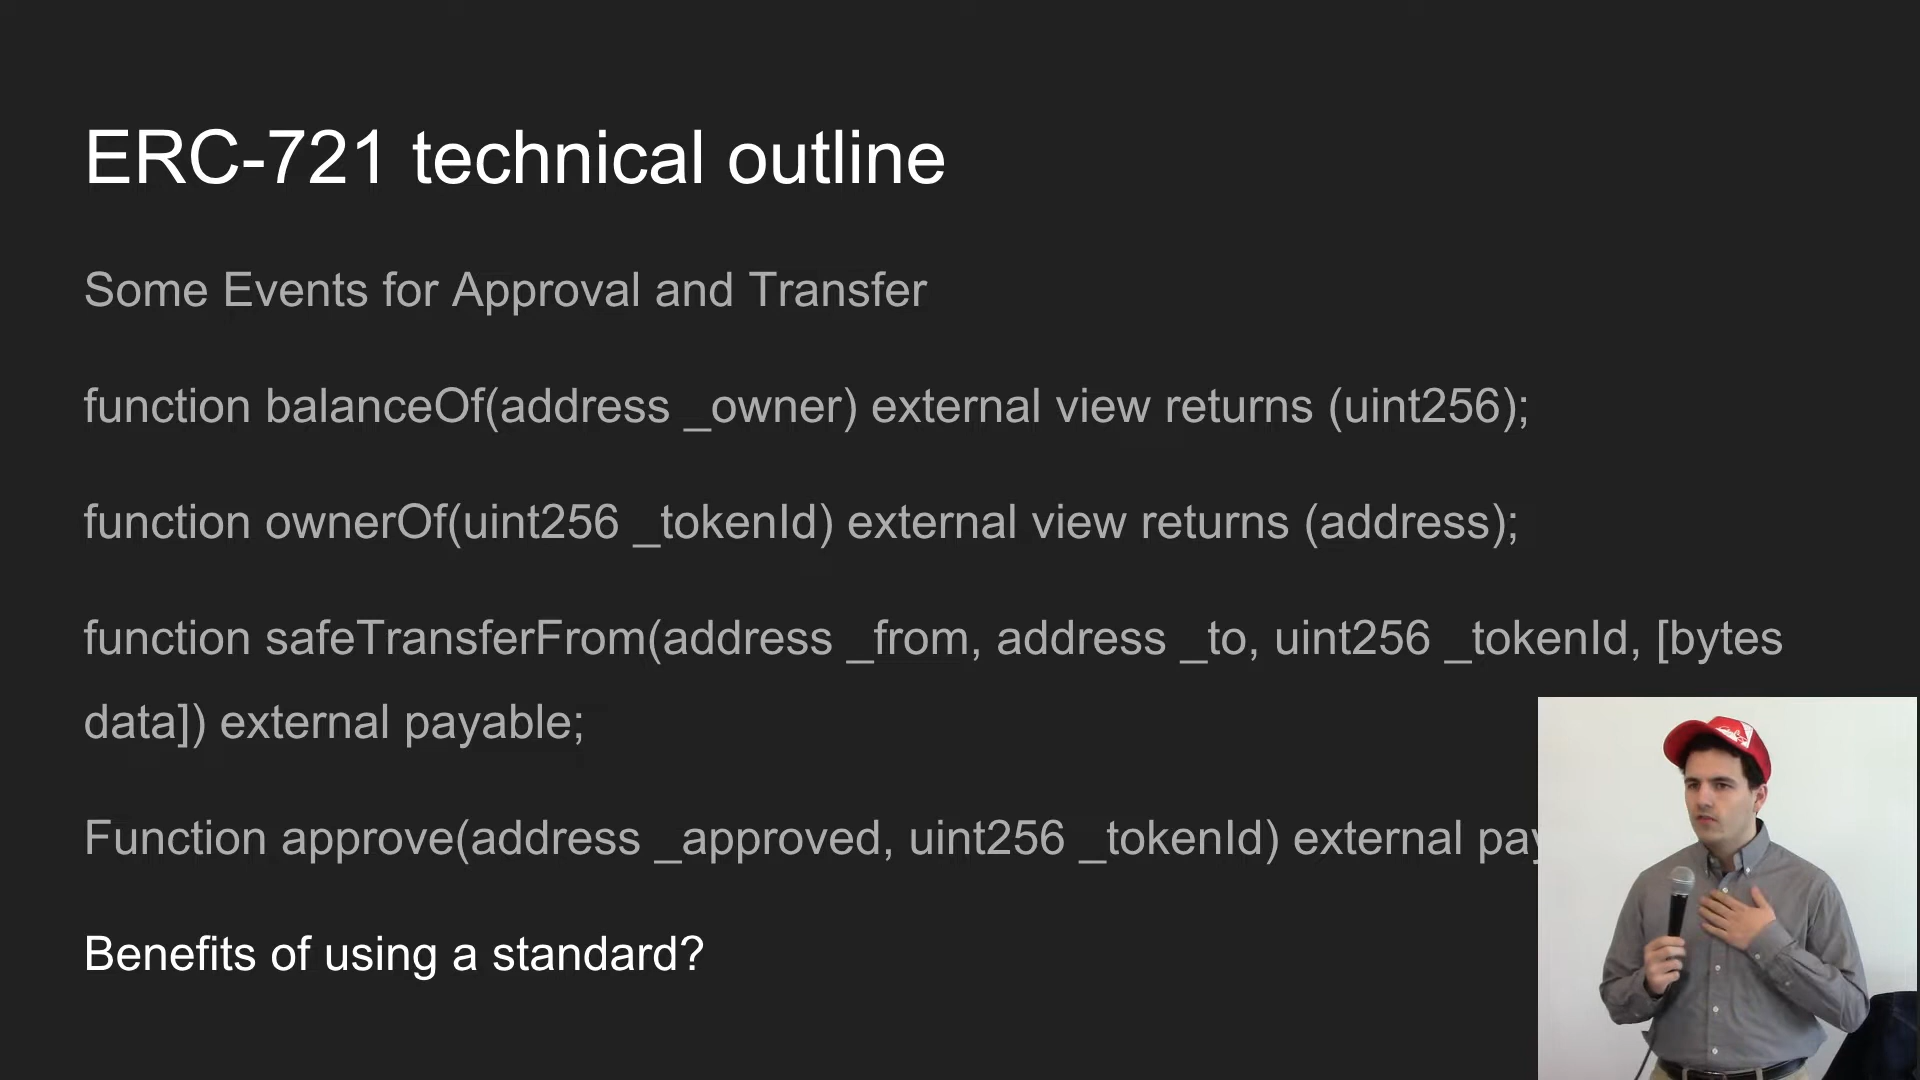 ERC-721 technical outline
Some Events for Approval and Transfer
function balanceOf(address _owner) external view returns (uint256);
function ownerOf(uint256 _tokenId) external view returns (address);
function safeTransferFrom(address _from, address _to, uint256 _tokenId, [bytes
data]) external payable;
Function approve(address _approved, uint256 _tokenId) external pay
Benefits of using a standard?